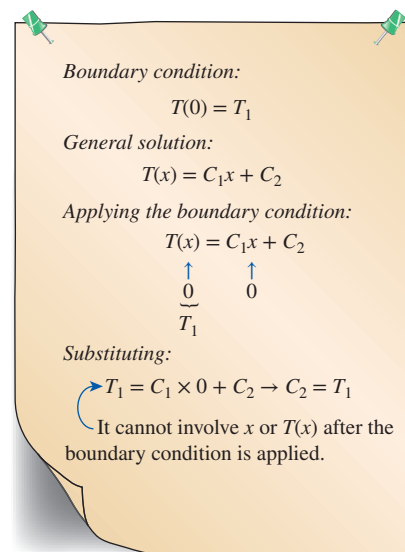 Boundary condition:
T(0) = T₁
General solution:
T(x) = C₁x + C₂
Applying the boundary condition:
T(x) = C₁x + C₂
↑ ↑
0 0
T₁
Substituting:
T₁ = C₁ × 0 + C₂ → C₂ = T₁
It cannot involve x or T(x) after the
boundary condition is applied.